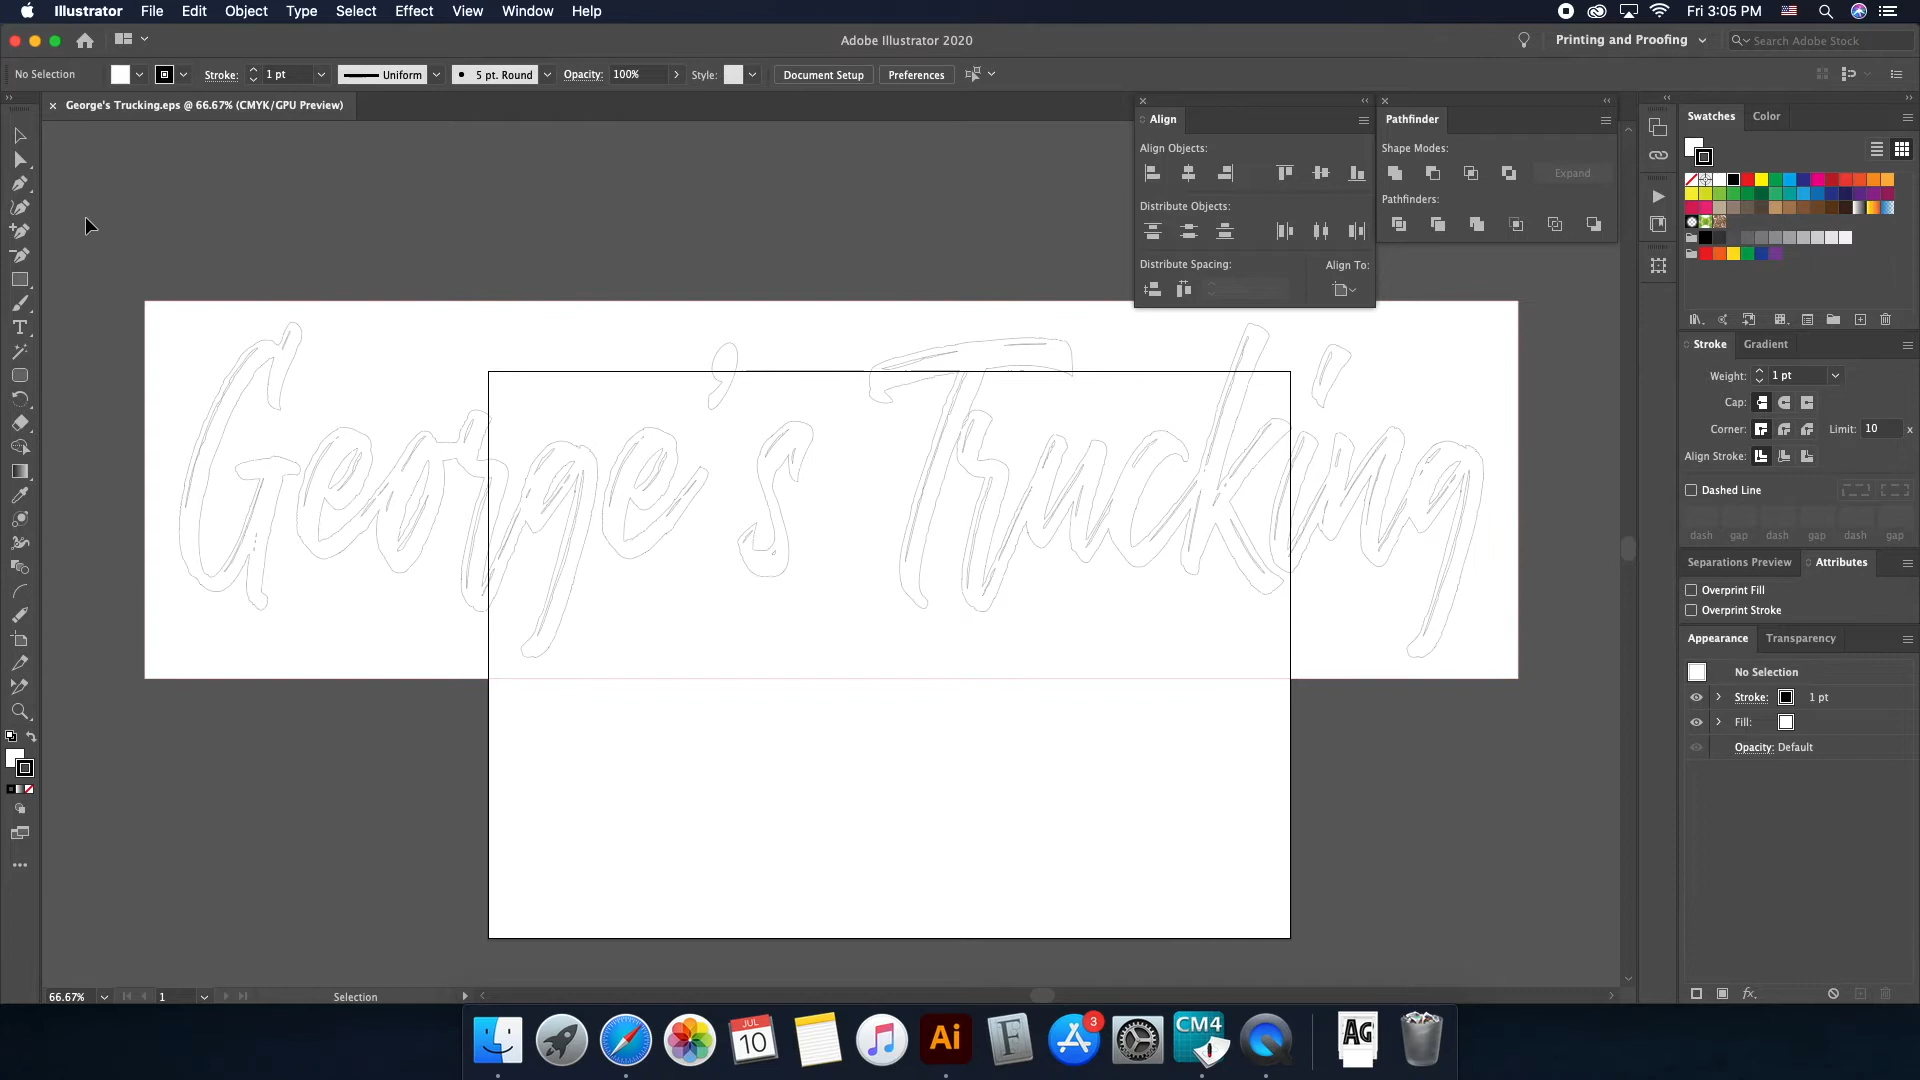 Illustrator File Edit Object Type Select Effect View Window Help
Fri 3:05 PM
Adobe Illustrator 2020
Printing and Proofing
Search Adobe Stock
No Selection
Stroke: 1 pt
Uniform
5 pt. Round
Opacity: 100%
Style:
Document Setup
Preferences
George's Trucking.eps @ 66.67% (CMYK/GPU Preview)
Align
Align Objects:
Distribute Objects:
Distribute Spacing:
Align To:
Pathfinder
Shape Modes:
Expand
Pathfinders:
Swatches Color
George's Trucking
Stroke Gradient
Weight: 1 pt
Cap:
Corner:
Limit: 10 x
Align Stroke:
Dashed Line
dash gap dash gap dash gap
Separations Preview Attributes
Overprint Fill
Overprint Stroke
Appearance Transparency
No Selection
Stroke: 1 pt
Fill:
Opacity: Default
fx
66.67%
1
Selection
JUL
10
Ai
F
3
CM4
AG